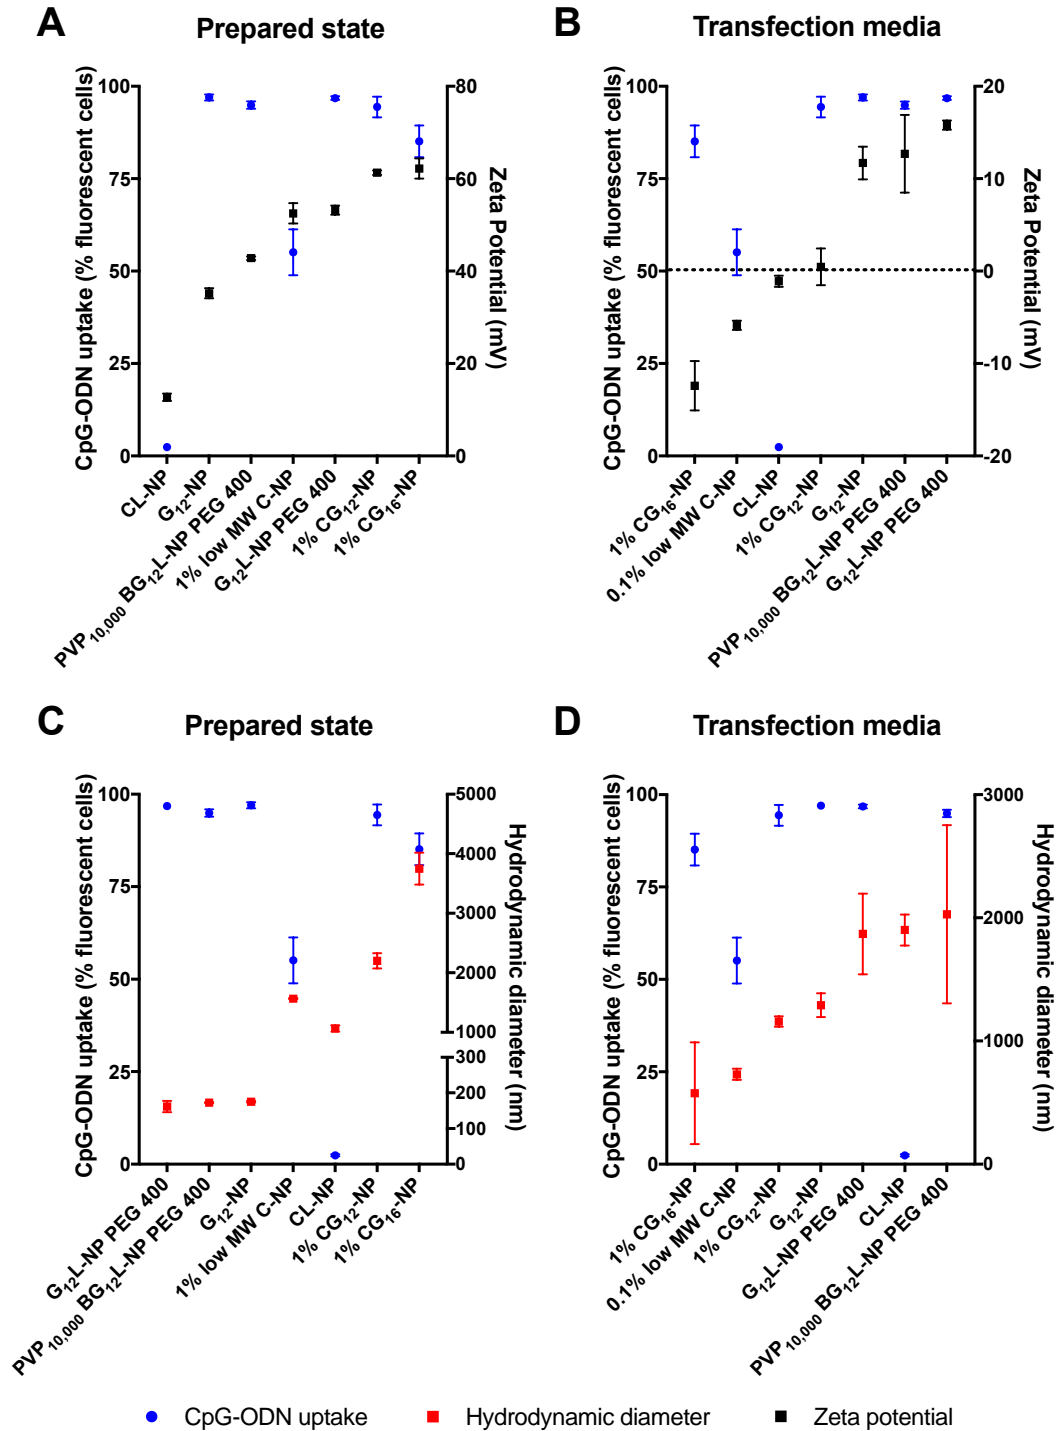 A
Prepared state
CpG-ODN uptake (% fluorescent cells)
100
75
50
25
0
80
60
40
20
0
Zeta Potential (mV)
CL-NP
G₁₂-NP
PVP₁₀,₀₀₀ BG₁₂L-NP PEG 400
1% low MW C-NP
G₁₂L-NP PEG 400
1% CG₁₂-NP
1% CG₁₆-NP
B
Transfection media
CpG-ODN uptake (% fluorescent cells)
100
75
50
25
0
20
10
0
-10
-20
Zeta Potential (mV)
1% CG₁₆-NP
0.1% low MW C-NP
CL-NP
1% CG₁₂-NP
G₁₂-NP
PVP₁₀,₀₀₀ BG₁₂L-NP PEG 400
G₁₂L-NP PEG 400
C
Prepared state
CpG-ODN uptake (% fluorescent cells)
100
75
50
25
0
5000
4000
3000
2000
1000
300
200
100
0
Hydrodynamic diameter (nm)
G₁₂L-NP PEG 400
PVP₁₀,₀₀₀ BG₁₂L-NP PEG 400
G₁₂-NP
1% low MW C-NP
CL-NP
1% CG₁₂-NP
1% CG₁₆-NP
D
Transfection media
CpG-ODN uptake (% fluorescent cells)
100
75
50
25
0
3000
2000
1000
0
Hydrodynamic diameter (nm)
1% CG₁₆-NP
0.1% low MW C-NP
1% CG₁₂-NP
G₁₂-NP
G₁₂L-NP PEG 400
CL-NP
PVP₁₀,₀₀₀ BG₁₂L-NP PEG 400
CpG-ODN uptake
Hydrodynamic diameter
Zeta potential